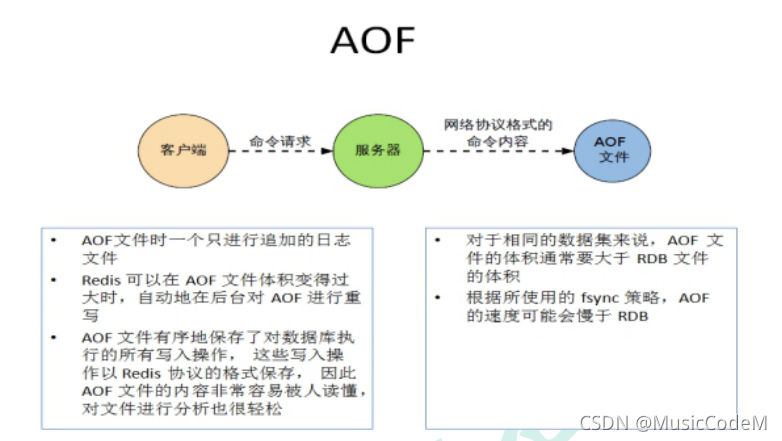 AOF
客户端
命令请求
服务器
网络协议格式的
命令内容
AOF
文件
• AOF文件时一个只进行追加的日志
文件
• Redis 可以在 AOF 文件体积变得过
大时，自动地在后台对 AOF 进行重
写
• AOF 文件有序地保存了对数据库执
行的所有写入操作， 这些写入操
作以 Redis 协议的格式保存， 因此
AOF 文件的内容非常容易被人读懂，
对文件进行分析也很轻松
• 对于相同的数据集来说，AOF 文
件的体积通常要大于 RDB 文件
的体积
• 根据所使用的 fsync 策略，AOF
的速度可能会慢于 RDB
CSDN @MusicCodeM